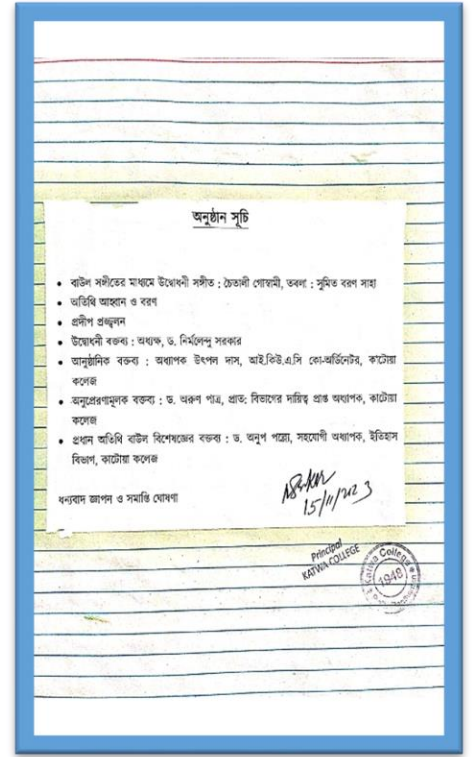 অনুষ্ঠান সূচি
• বাউল সঙ্গীতের মাধ্যমে উদ্বোধনী সঙ্গীত : চৈতালী গোস্বামী, তবলা : সুমিত বরণ সাহা
• অতিথি আহ্বান ও বরণ
• প্রদীপ প্রজ্জ্বলন
• উদ্বোধনী বক্তব্য : অধ্যক্ষ, ড. নির্মলেন্দু সরকার
• আনুষ্ঠানিক বক্তব্য : অধ্যাপক উৎপল দাস, আই.কিউ.এ.সি কো-অর্ডিনেটর, কাটোয়া
কলেজ
• অনুপ্রেরণামূলক বক্তব্য : ড. অরুণ পাত্র, প্রাত: বিভাগের দায়িত্ব প্রাপ্ত অধ্যাপক, কাটোয়া
কলেজ
• প্রধান অতিথি বাউল বিশেষজ্ঞের বক্তব্য : ড. অনুপ, সহযোগী অধ্যাপক, ইতিহাস
বিভাগ, কাটোয়া কলেজ
ধন্যবাদ জ্ঞাপন ও সমাপ্তি ঘোষণা
15/11/2023
Principal
KATWA COLLEGE
Katwa College
1948